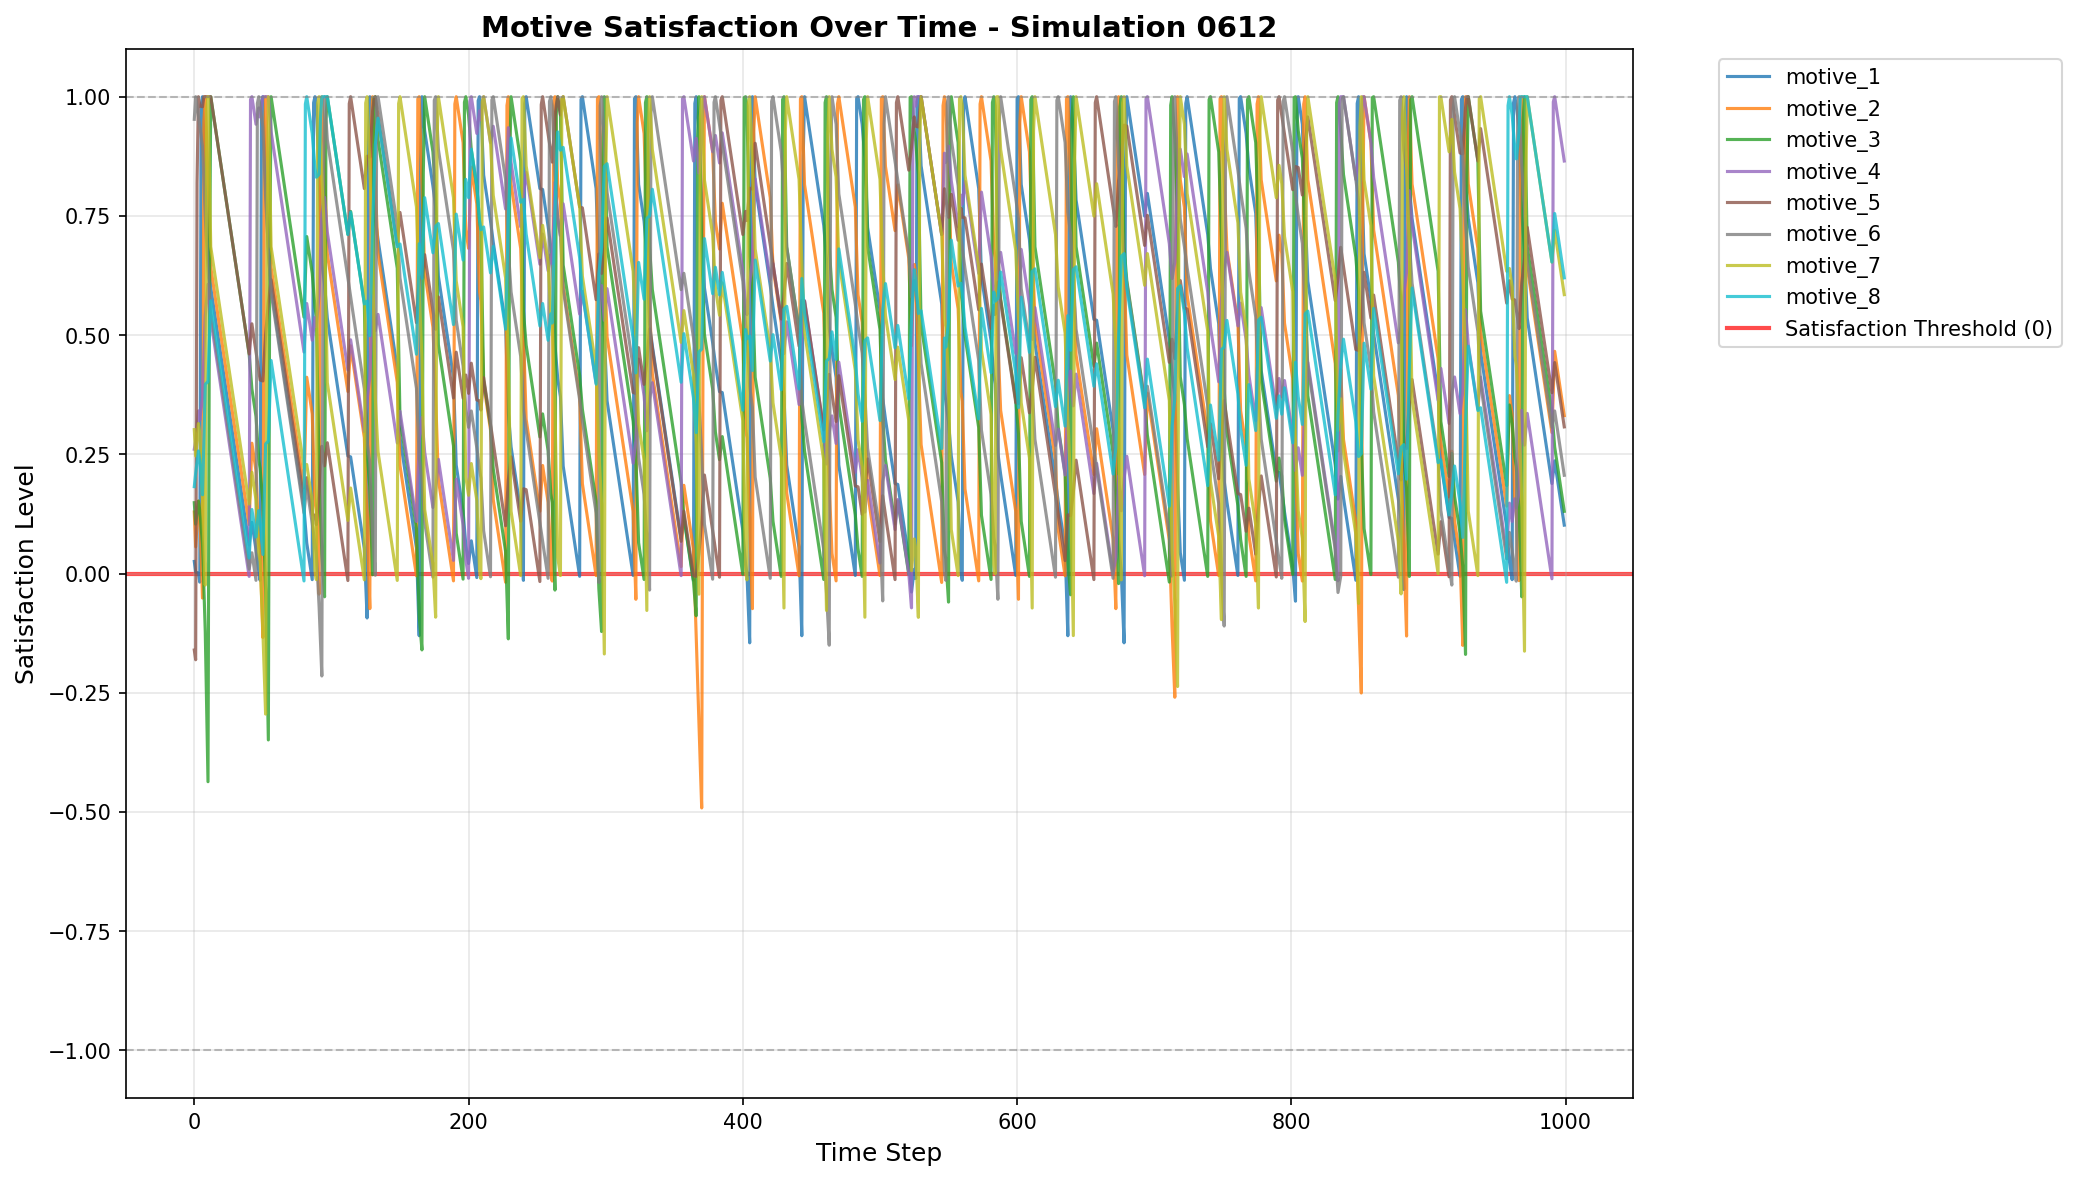 Motive Satisfaction Over Time - Simulation 0612
Satisfaction Level
1.00
0.75
0.50
0.25
0.00
−0.25
−0.50
−0.75
−1.00
0
200
400
600
800
1000
Time Step
motive_1
motive_2
motive_3
motive_4
motive_5
motive_6
motive_7
motive_8
Satisfaction Threshold (0)